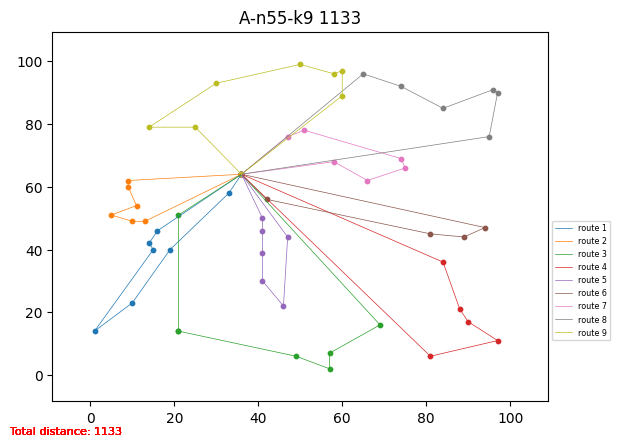 A-n55-k9 1133
100
80
60
40
20
0
0 20 40 60 80 100
route 1
route 2
route 3
route 4
route 5
route 6
route 7
route 8
route 9
Total distance: 1133